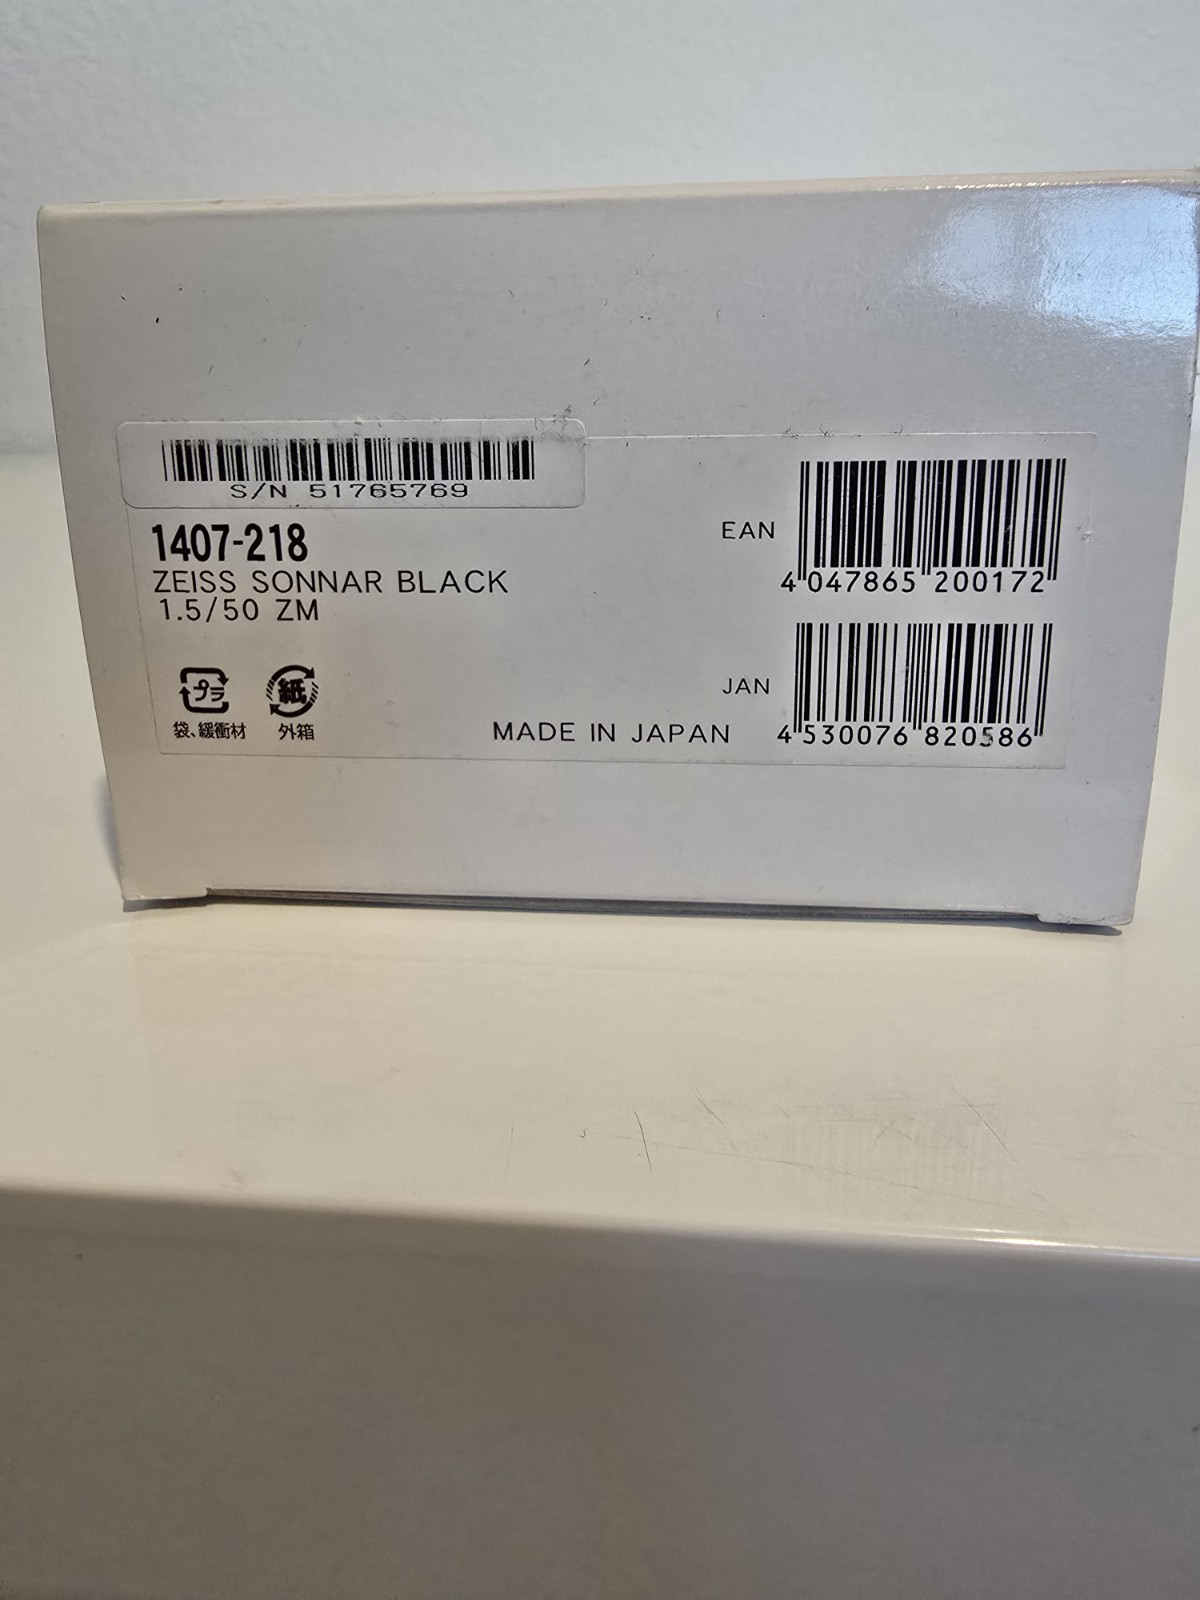 S/N 51765769
1407-218
ZEISS SONNAR BLACK
1.5/50 ZM
プラ
紙
袋、緩衝材
外箱
MADE IN JAPAN
EAN
4 047865 200172
JAN
4 530076 820586